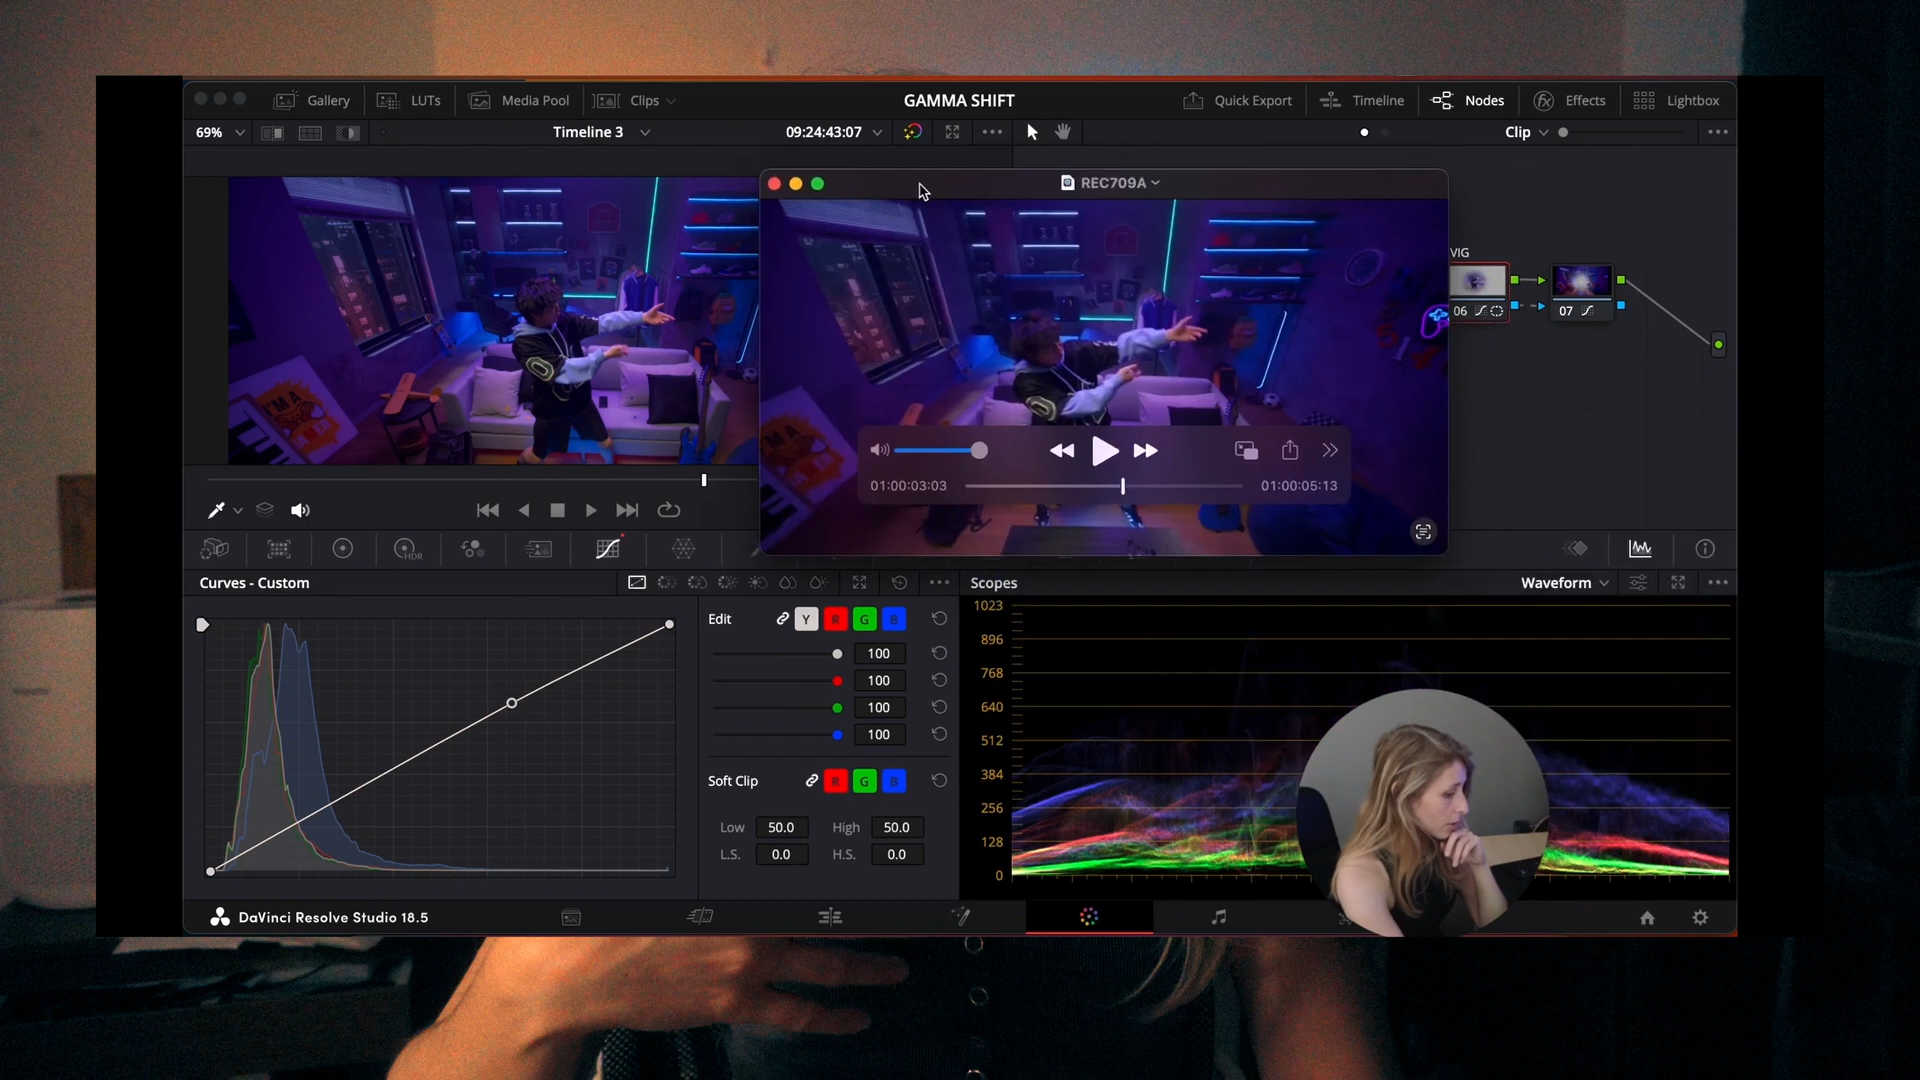 Gallery LUTs Media Pool Clips GAMMA SHIFT Quick Export Timeline Nodes Effects Lightbox
69% Timeline 3 09:24:43:07 Clip
REC709A
VIG
06 07
I'M A
01:00:03:03 01:00:05:13
HDR
Curves - Custom Scopes Waveform
Edit Y R G B
100
100
100
100
Soft Clip R G B
Low 50.0 High 50.0
L.S. 0.0 H.S. 0.0
1023
896
768
640
512
384
256
128
0
DaVinci Resolve Studio 18.5